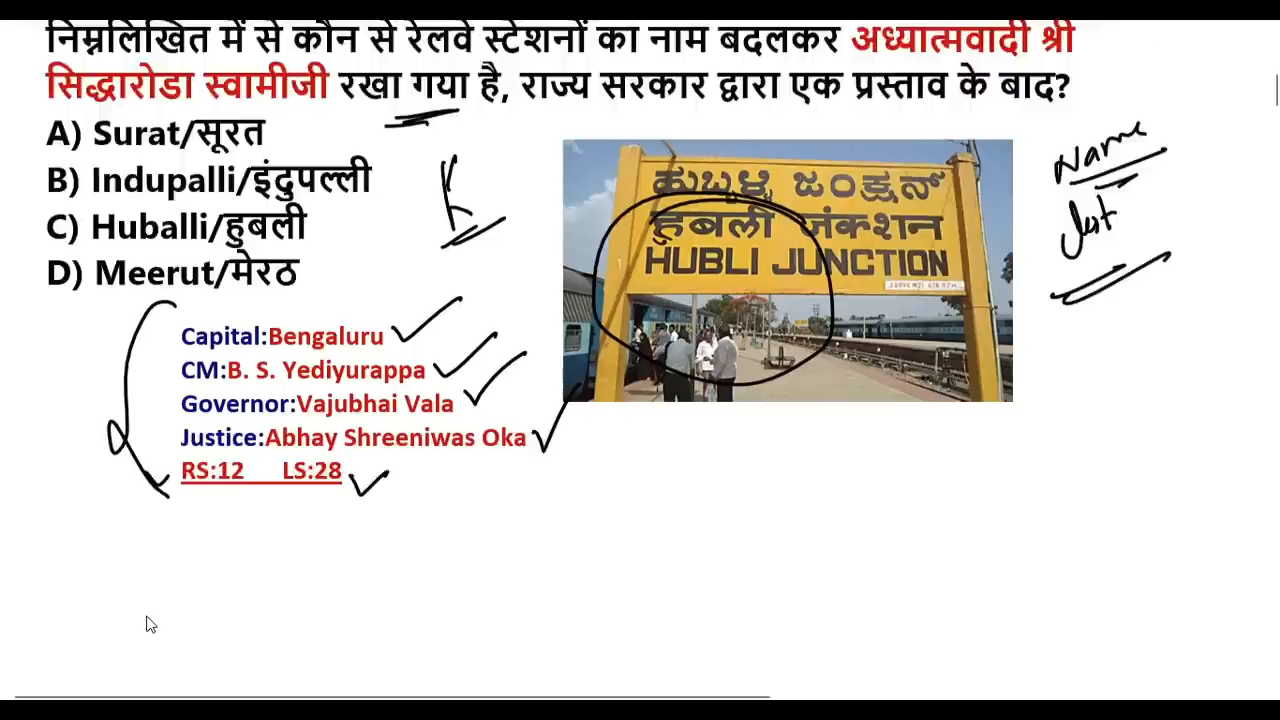 निम्नलिखित में से कौन से रेलवे स्टेशनों का नाम बदलकर अध्यात्मवादी श्री
सिद्धारोडा स्वामीजी रखा गया है, राज्य सरकार द्वारा एक प्रस्ताव के बाद?
A) Surat/सूरत
B) Indupalli/इंदुपल्ली
C) Huballi/हुबली
D) Meerut/मेरठ
ಹುಬ್ಬಳ್ಳಿ ಜಂಕ್ಷನ್
हुबली जंकशन
HUBLI JUNCTION
Name
Capital:Bengaluru
CM:B. S. Yediyurappa
Governor:Vajubhai Vala
Justice:Abhay Shreeniwas Oka
RS:12 LS:28